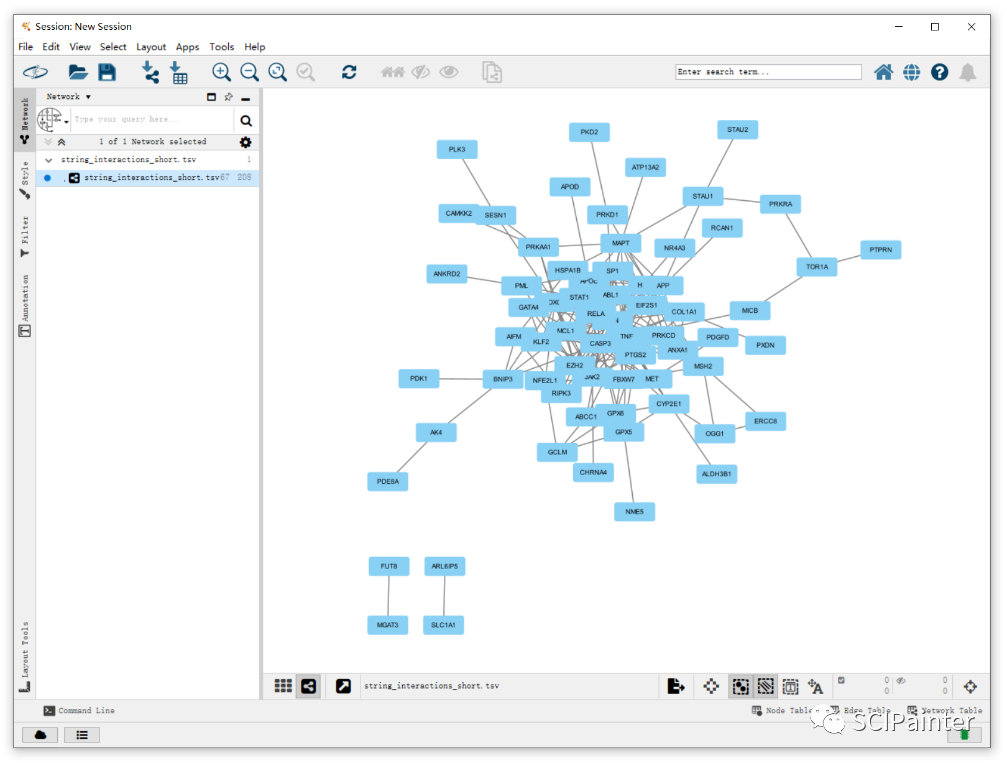 Session: New Session
File Edit View Select Layout Apps Tools Help
Enter search term...
Network
Type your query here...
1 of 1 Network selected
string_interactions_short.tsv 1
string_interactions_short.tsv 67 208
Network
Style
Filter
Annotation
Layout Tools
STAU2
PKD2
PLK3
ATP13A2
APOD
STAU1
PRKRA
CAMKK2
SESN1
PRKD1
RCAN1
PRKAA1
MAPT
NR4A3
PTPRN
TOR1A
HSPA1B
SP1
ANKRD2
PML
APP
STAT1
ABL1
GATA4
EIF2S1
COL1A1
MICB
RELA
MCL1
AIFM
KLF2
CASP3
TNF
PRKCD
PDGFD
PXDN
ANXA1
PTGS2
EZH2
MSH2
PDK1
BNIP3
NFE2L1
JAK2
FBXW7
MET
RIPK3
CYP2E1
ABCC1
GPX6
ERCC8
AK4
GPX5
OGG1
GCLM
CHRNA4
ALDH3B1
PDE8A
NME5
FUT8
ARL6IP5
MGAT3
SLC1A1
string_interactions_short.tsv
0 0
0 0
Command Line
Node Table Edge Table Network Table
SCIPainter